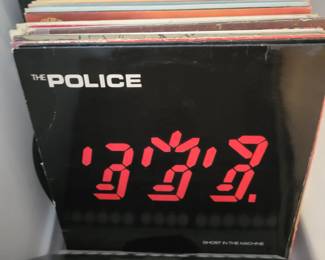 THE POLICE
GHOST IN THE MACHINE